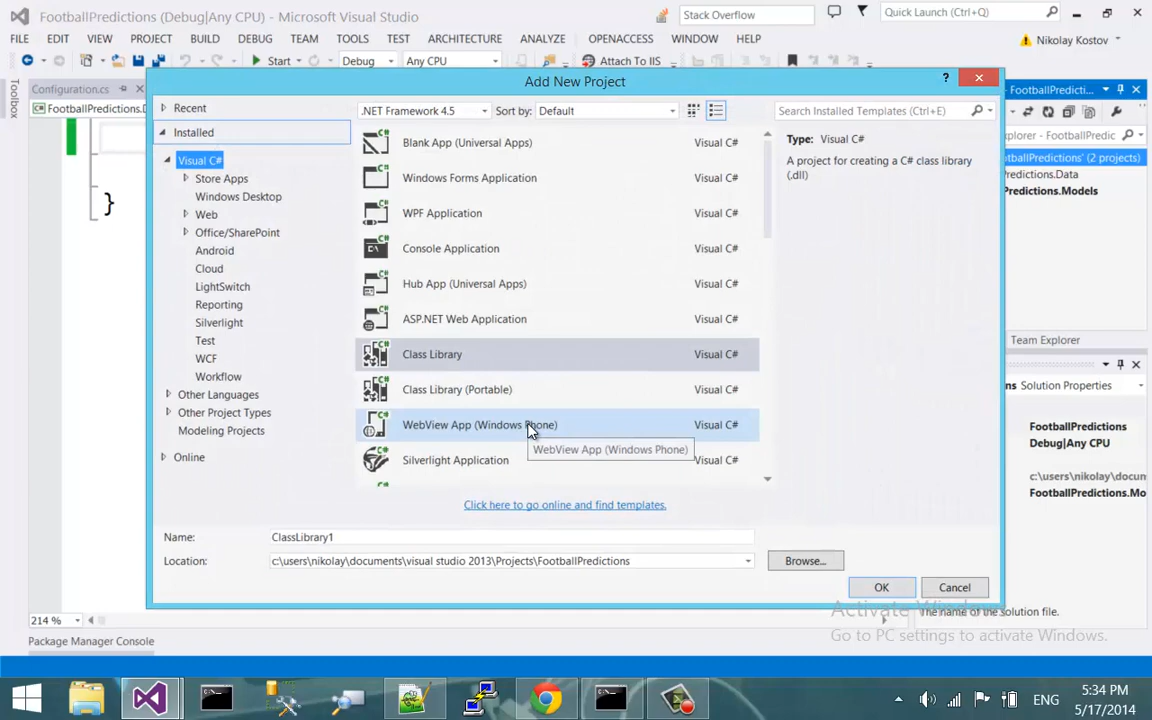 FootballPredictions (Debug|Any CPU) - Microsoft Visual Studio
Stack Overflow
Quick Launch (Ctrl+Q)
FILE EDIT VIEW PROJECT BUILD DEBUG TEAM TOOLS TEST ARCHITECTURE ANALYZE OPENACCESS WINDOW HELP
Nikolay Kostov
Start Debug Any CPU Attach To IIS
Toolbox
Configuration.cs
FootballPredictions.D
}
Add New Project
? ×
Recent
.NET Framework 4.5 Sort by: Default
Search Installed Templates (Ctrl+E)
Installed
Visual C#
Store Apps
Windows Desktop
Web
Office/SharePoint
Android
Cloud
LightSwitch
Reporting
Silverlight
Test
WCF
Workflow
Other Languages
Other Project Types
Modeling Projects
Online
Blank App (Universal Apps) Visual C#
Windows Forms Application Visual C#
WPF Application Visual C#
Console Application Visual C#
Hub App (Universal Apps) Visual C#
ASP.NET Web Application Visual C#
Class Library Visual C#
Class Library (Portable) Visual C#
WebView App (Windows Phone) Visual C#
WebView App (Windows Phone)
Silverlight Application Visual C#
Click here to go online and find templates.
Type: Visual C#
A project for creating a C# class library
(.dll)
Name: ClassLibrary1
Location: c:\users\nikolay\documents\visual studio 2013\Projects\FootballPredictions
Browse...
OK Cancel
FootballPredicti...
plorer - FootballPredic
tballPredictions' (2 projects)
Predictions.Data
Predictions.Models
Team Explorer
ns Solution Properties
FootballPredictions
Debug|Any CPU
c:\users\nikolay\docum
FootballPredictions.Mo
The name of the solution file.
Activate Windows
Go to PC settings to activate Windows.
214 %
Package Manager Console
ENG
5:34 PM
5/17/2014